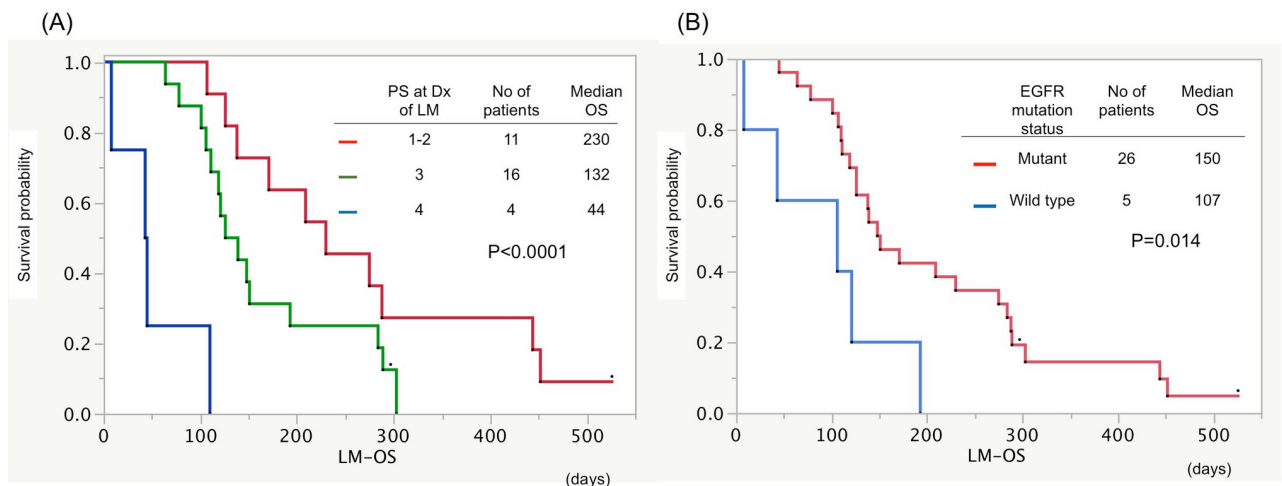 (A)
1.0
0.8
0.6
0.4
0.2
0.0
Survival probability
PS at Dx of LM No of patients Median OS
1-2 11 230
3 16 132
4 4 44
P<0.0001
0 100 200 300 400 500
LM-OS
(days)
(B)
1.0
0.8
0.6
0.4
0.2
0.0
Survival probability
EGFR mutation status No of patients Median OS
Mutant 26 150
Wild type 5 107
P=0.014
0 100 200 300 400 500
LM-OS
(days)